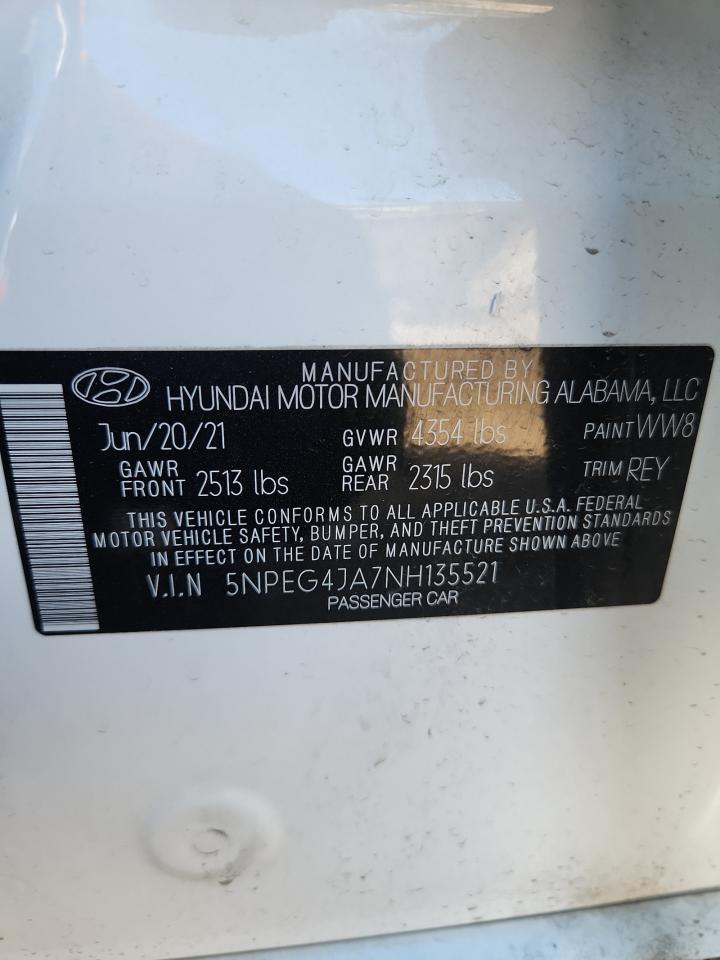 MANUFACTURED BY
HYUNDAI MOTOR MANUFACTURING ALABAMA, LLC
Jun/20/21 GVWR 4354 lbs PAINT WW8
GAWR FRONT 2513 lbs GAWR REAR 2315 lbs TRIM REY
THIS VEHICLE CONFORMS TO ALL APPLICABLE U.S.A. FEDERAL
MOTOR VEHICLE SAFETY, BUMPER, AND THEFT PREVENTION STANDARDS
IN EFFECT ON THE DATE OF MANUFACTURE SHOWN ABOVE
V.I.N 5NPEG4JA7NH135521
PASSENGER CAR